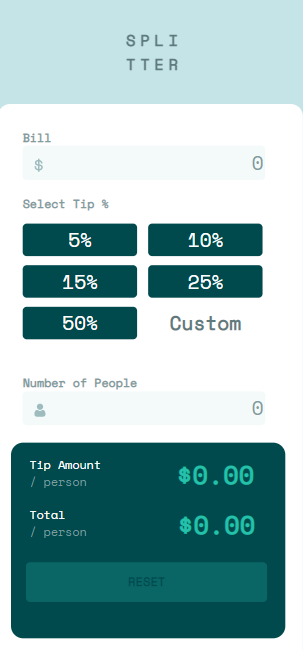 SPLI
TTER
Bill
$ 0
Select Tip %
5% 10%
15% 25%
50% Custom
Number of People
0
Tip Amount
/ person
$0.00
Total
/ person
$0.00
RESET